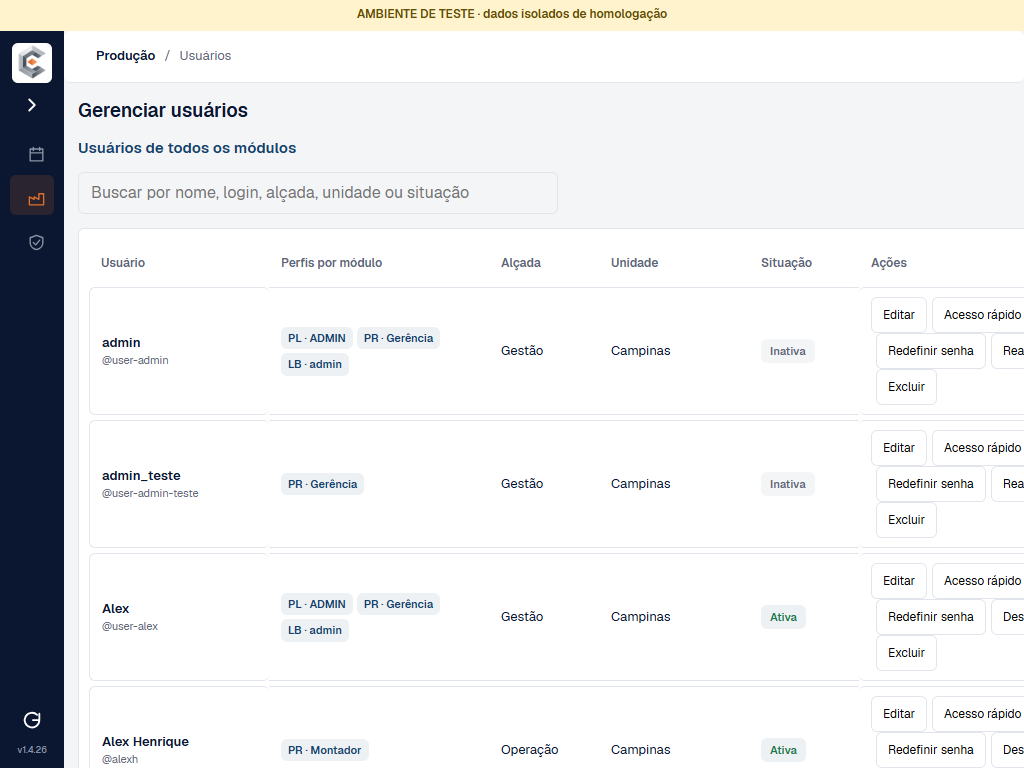 AMBIENTE DE TESTE · dados isolados de homologação
Produção / Usuários
Gerenciar usuários
Usuários de todos os módulos
Buscar por nome, login, alçada, unidade ou situação
Usuário Perfis por módulo Alçada Unidade Situação Ações
admin
@user-admin
PL · ADMIN PR · Gerência
LB · admin
Gestão Campinas Inativa
Editar Acesso rápido
Redefinir senha Rea
Excluir
admin_teste
@user-admin-teste
PR · Gerência
Gestão Campinas Inativa
Editar Acesso rápido
Redefinir senha Rea
Excluir
Alex
@user-alex
PL · ADMIN PR · Gerência
LB · admin
Gestão Campinas Ativa
Editar Acesso rápido
Redefinir senha Des
Excluir
Alex Henrique
@alexh
PR · Montador
Operação Campinas Ativa
Editar Acesso rápido
Redefinir senha Des
v1.4.26